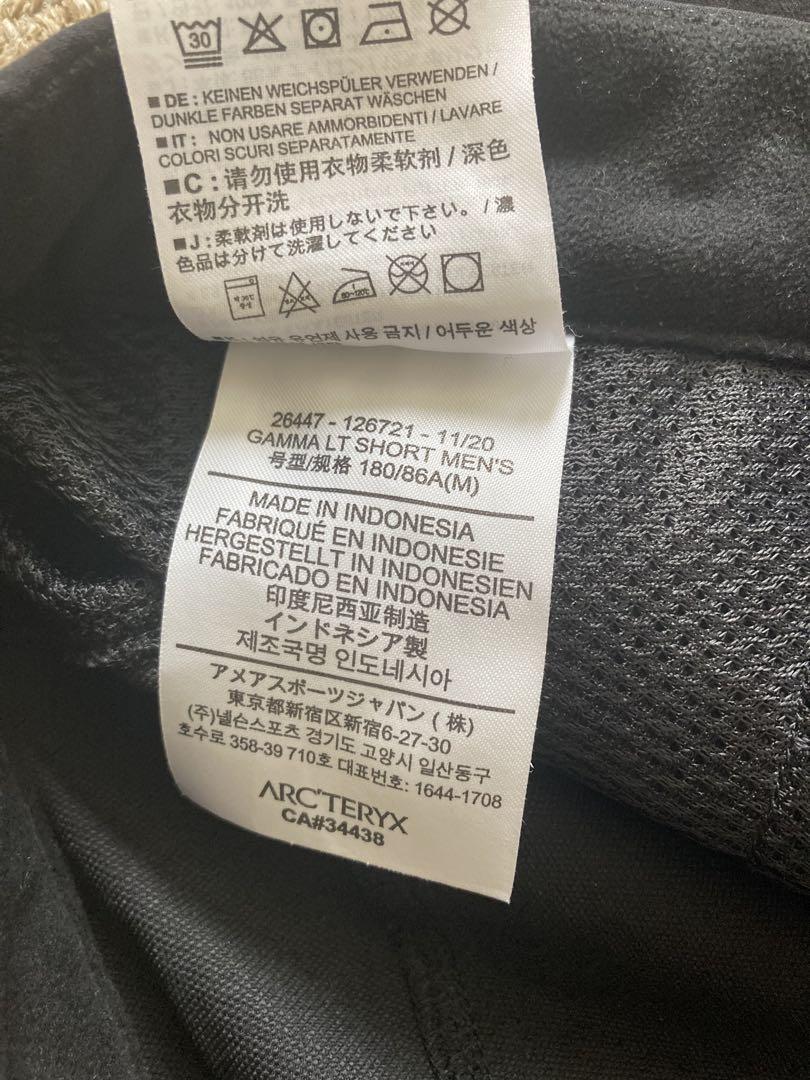 30
■ DE : KEINEN WEICHSPÜLER VERWENDEN /
DUNKLE FARBEN SEPARAT WÄSCHEN
■ IT : NON USARE AMMORBIDENTI / LAVARE
COLORI SCURI SEPARATAMENTE
■ C : 请勿使用衣物柔软剂 / 深色
衣物分开洗
■ J : 柔軟剤は使用しないで下さい。 / 濃
色品は分けて洗濯してください
80~120℃
사용 금지 / 어두운 색상
26447 - 126721 - 11/20
GAMMA LT SHORT MEN'S
号型/规格 180/86A(M)
MADE IN INDONESIA
FABRIQUÉ EN INDONESIE
HERGESTELLT IN INDONESIEN
FABRICADO EN INDONESIA
印度尼西亚制造
インドネシア製
제조국명 인도네시아
アメアスポーツジャパン ( 株)
東京都新宿区新宿6-27-30
(주)넬슨스포츠 경기도 고양시 일산동구
호수로 358-39 710호 대표번호: 1644-1708
ARC'TERYX
CA#34438